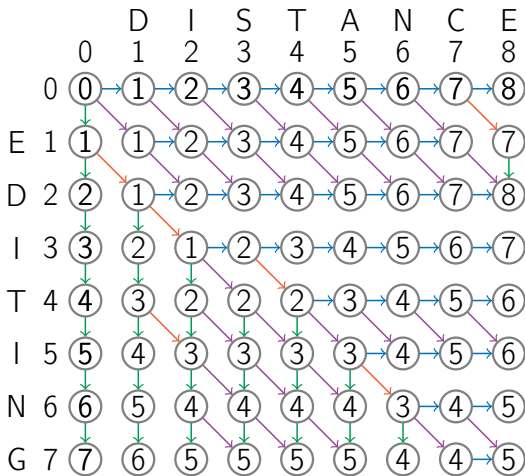 D I S T A N C E
0 1 2 3 4 5 6 7 8
0 0 1 2 3 4 5 6 7 8
E 1 1 1 2 3 4 5 6 7 7
D 2 2 1 2 3 4 5 6 7 8
I 3 3 2 1 2 3 4 5 6 7
T 4 4 3 2 2 2 3 4 5 6
I 5 5 4 3 3 3 3 4 5 6
N 6 6 5 4 4 4 4 3 4 5
G 7 7 6 5 5 5 5 4 4 5